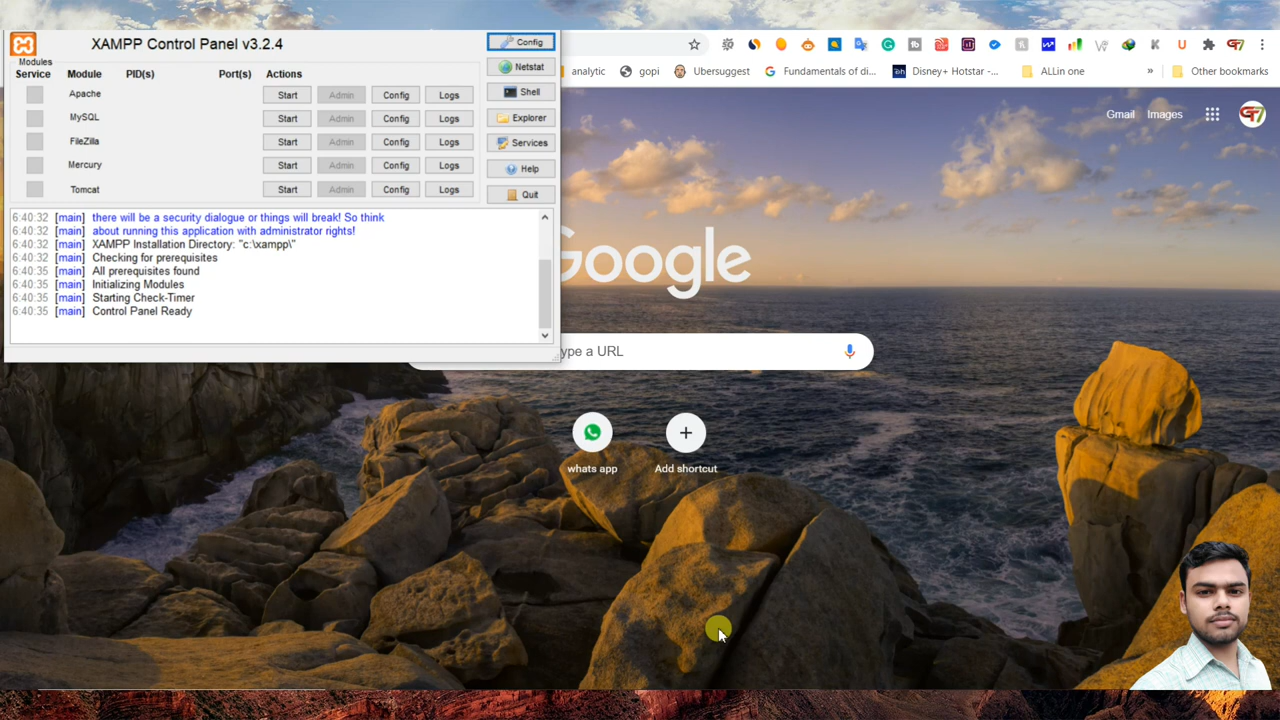 XAMPP Control Panel v3.2.4
Config
Modules
Service Module PID(s) Port(s) Actions
Netstat
Apache Start Admin Config Logs
Shell
MySQL Start Admin Config Logs
Explorer
FileZilla Start Admin Config Logs
Services
Mercury Start Admin Config Logs
Help
Tomcat Start Admin Config Logs
Quit
6:40:32 [main] there will be a security dialogue or things will break! So think
6:40:32 [main] about running this application with administrator rights!
6:40:32 [main] XAMPP Installation Directory: "c:\xampp\"
6:40:32 [main] Checking for prerequisites
6:40:35 [main] All prerequisites found
6:40:35 [main] Initializing Modules
6:40:35 [main] Starting Check-Timer
6:40:35 [main] Control Panel Ready
analytic gopi Ubersuggest Fundamentals of di... Disney+ Hotstar -... ALLin one » Other bookmarks
Gmail Images
Google
ype a URL
whats app Add shortcut